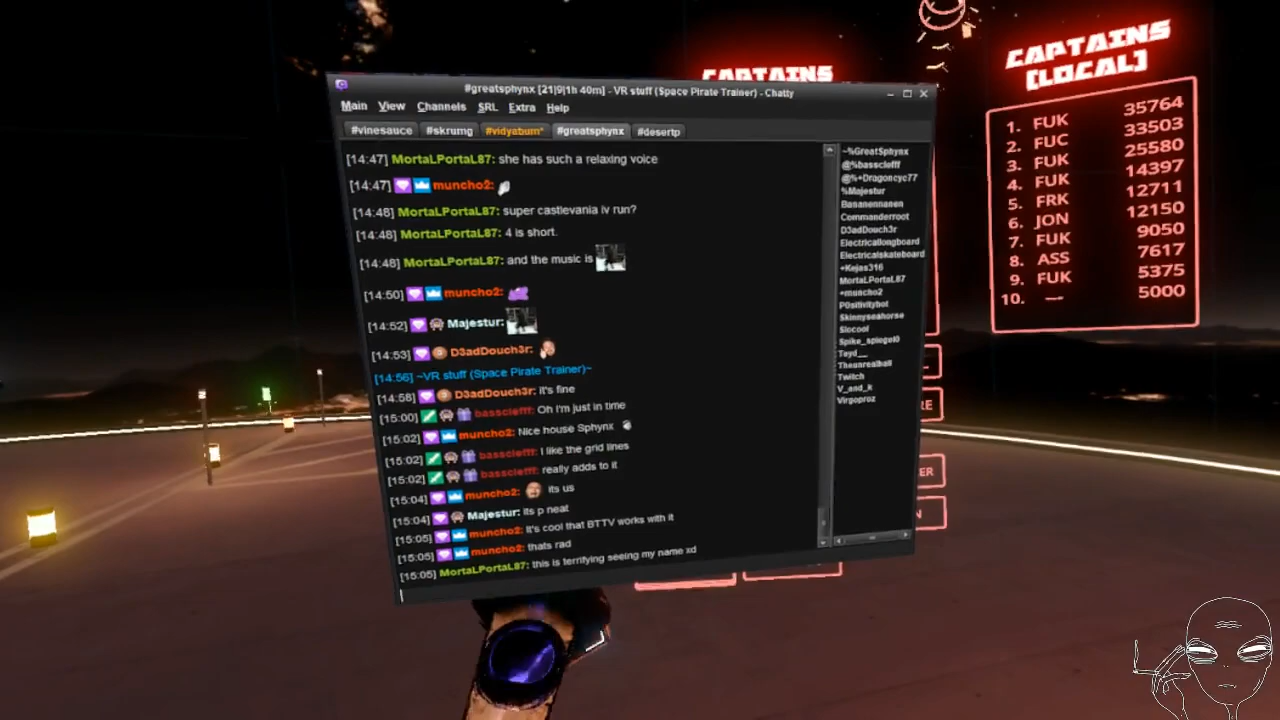 CAPTAINS
CAPTAINS
[LOCAL]
1. FUK 35764
2. FUC 33503
3. FUK 25580
4. FUK 14397
5. FRK 12711
6. JON 12150
7. FUK 9050
8. ASS 7617
9. FUK 5375
10. --- 5000
#greatsphynx [21|9|1h 40m] - VR stuff (Space Pirate Trainer) - Chatty
Main View Channels SRL Extra Help
#vinesauce #skrumg #vidyabum* #greatsphynx #desertp
[14:47] MortaLPortaL87: she has such a relaxing voice
[14:47] muncho2:
[14:48] MortaLPortaL87: super castlevania iv run?
[14:48] MortaLPortaL87: 4 is short.
[14:48] MortaLPortaL87: and the music is
[14:50] muncho2:
[14:52] Majestur:
[14:53] D3adDouch3r:
[14:56] ~VR stuff (Space Pirate Trainer)~
[14:58] D3adDouch3r: it's fine
[15:00] bassclefff: Oh I'm just in time
[15:02] muncho2: Nice house Sphynx
[15:02] bassclefff: I like the grid lines
[15:02] bassclefff: really adds to it
[15:04] muncho2: its us
[15:04] Majestur: its p neat
[15:05] muncho2: It's cool that BTTV works with it
[15:05] muncho2: thats rad
[15:05] MortaLPortaL87: this is terrifying seeing my name xd
~%GreatSphynx
@%bassclefff
@%+Dragoncyc77
%Majestur
Bananennanen
Commanderroot
D3adDouch3r
Electricallongboard
Electricalskateboard
+Kejas316
MortaLPortaL87
+muncho2
P0sitivitybot
Skinnyseahorse
Slocool
Spike_spiegel0
Teyd__
Theunrealball
Twitch
V_and_k
Virgoproz
RE
ER
N